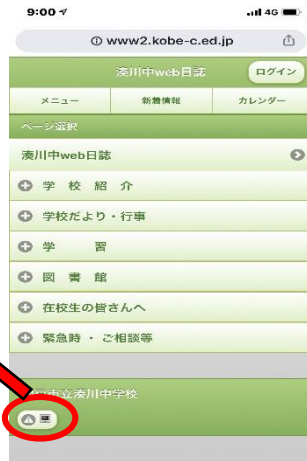 9:00
4G
www2.kobe-c.ed.jp
湊川中web日誌
ログイン
メニュー
新着情報
カレンダー
ページ選択
湊川中web日誌
学 校 紹 介
学校だより・行事
学 習
図 書 館
在校生の皆さんへ
緊急時 ・ ご相談等
市立湊川中学校